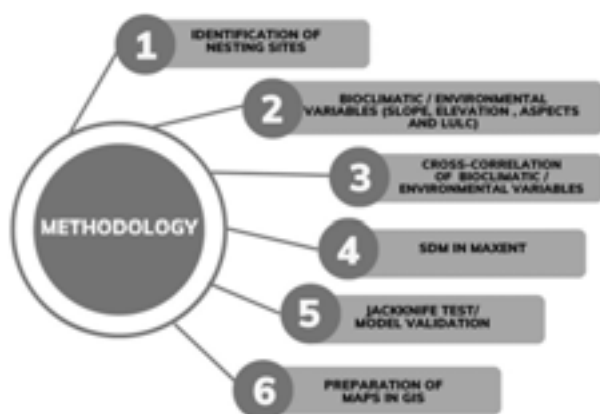 METHODOLOGY
1
IDENTIFICATION OF
NESTING SITES
2
BIOCLIMATIC / ENVIRONMENTAL
VARIABLES (SLOPE, ELEVATION , ASPECTS
AND LULC)
3
CROSS-CORRELATION
OF BIOCLIMATIC /
ENVIRONMENTAL VARIABLES
4
SDM IN MAXENT
5
JACKKNIFE TEST/
MODEL VALIDATION
6
PREPARATION OF
MAPS IN GIS